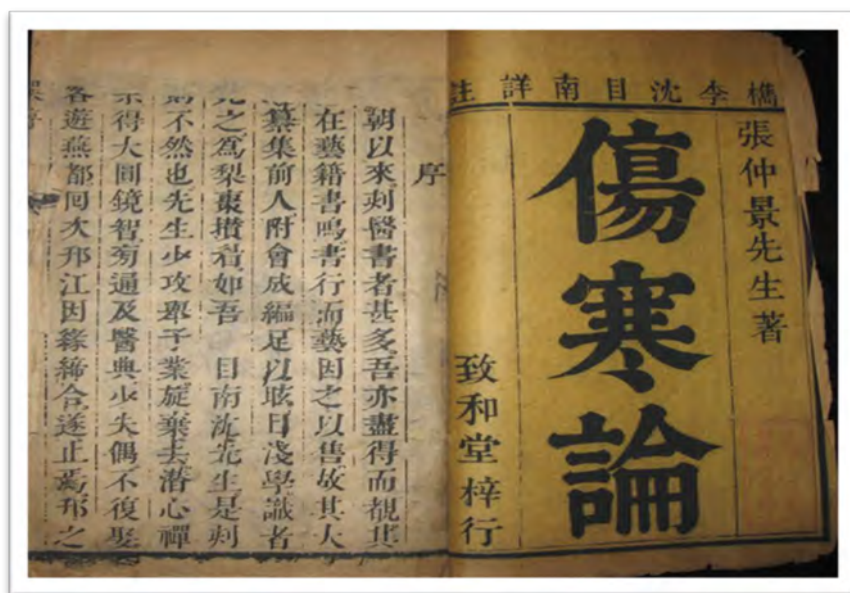 檇李沈目南詳註
張仲景先生著
傷寒論
致和堂梓行
序
朝以來刻醫書者甚多吾亦盡得而覩其
在藝籍書鳴書行而藝因之以售故其大
纂集前人附會成編足以眩目淺學識者
之為梨棗如吾 目南沈先生是刻
則不然也先生少攻舉子業旋棄去潛心禪
宗得大圓鏡智旁通及醫典少失偶不復娶
客遊燕都回次邗江因緣締合遂止焉邗之